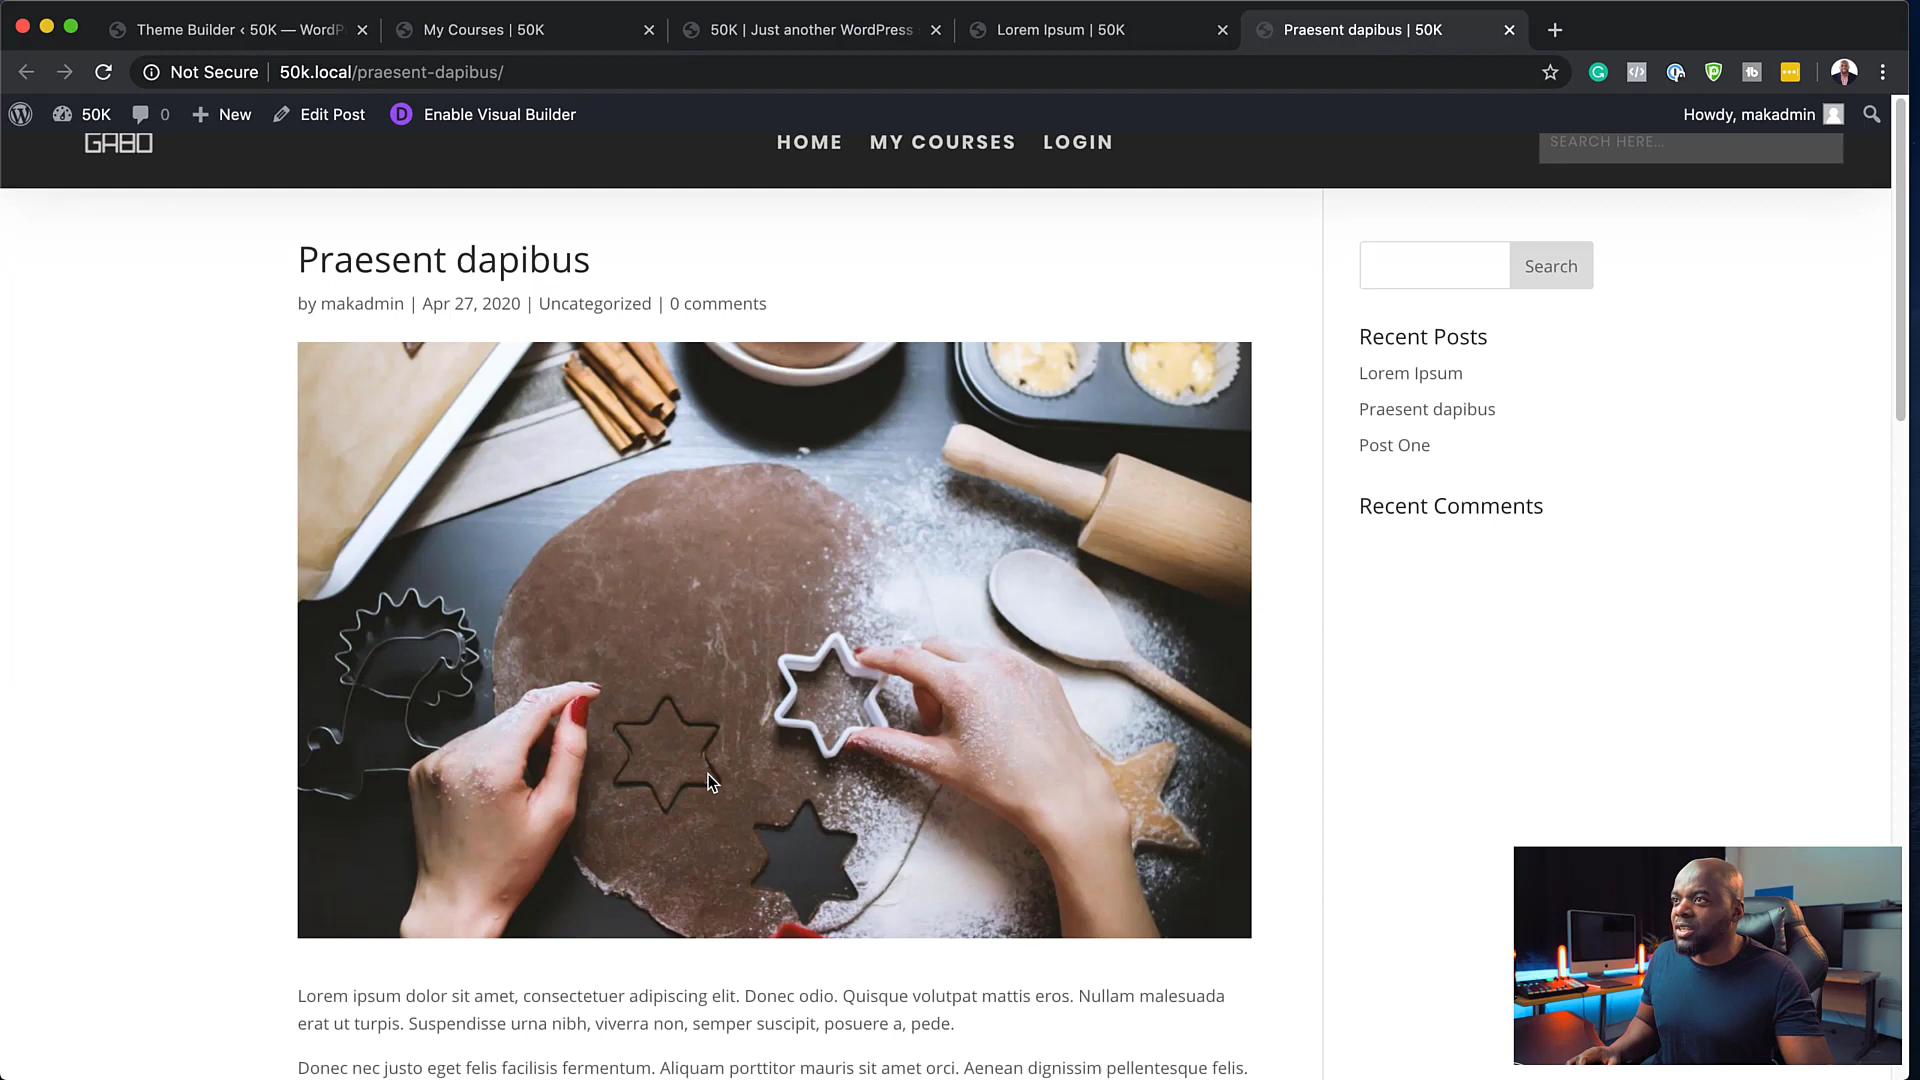 Theme Builder ‹ 50K — WordP
My Courses | 50K
50K | Just another WordPress
Lorem Ipsum | 50K
Praesent dapibus | 50K
Not Secure
50k.local/praesent-dapibus/
50K
0
New
Edit Post
D
Enable Visual Builder
Howdy, makadmin
GABO
HOME
MY COURSES
LOGIN
SEARCH HERE...
Praesent dapibus
by makadmin | Apr 27, 2020 | Uncategorized | 0 comments
Search
Recent Posts
Lorem Ipsum
Praesent dapibus
Post One
Recent Comments
Lorem ipsum dolor sit amet, consectetuer adipiscing elit. Donec odio. Quisque volutpat mattis eros. Nullam malesuada
erat ut turpis. Suspendisse urna nibh, viverra non, semper suscipit, posuere a, pede.
Donec nec justo eget felis facilisis fermentum. Aliquam porttitor mauris sit amet orci. Aenean dignissim pellentesque felis.